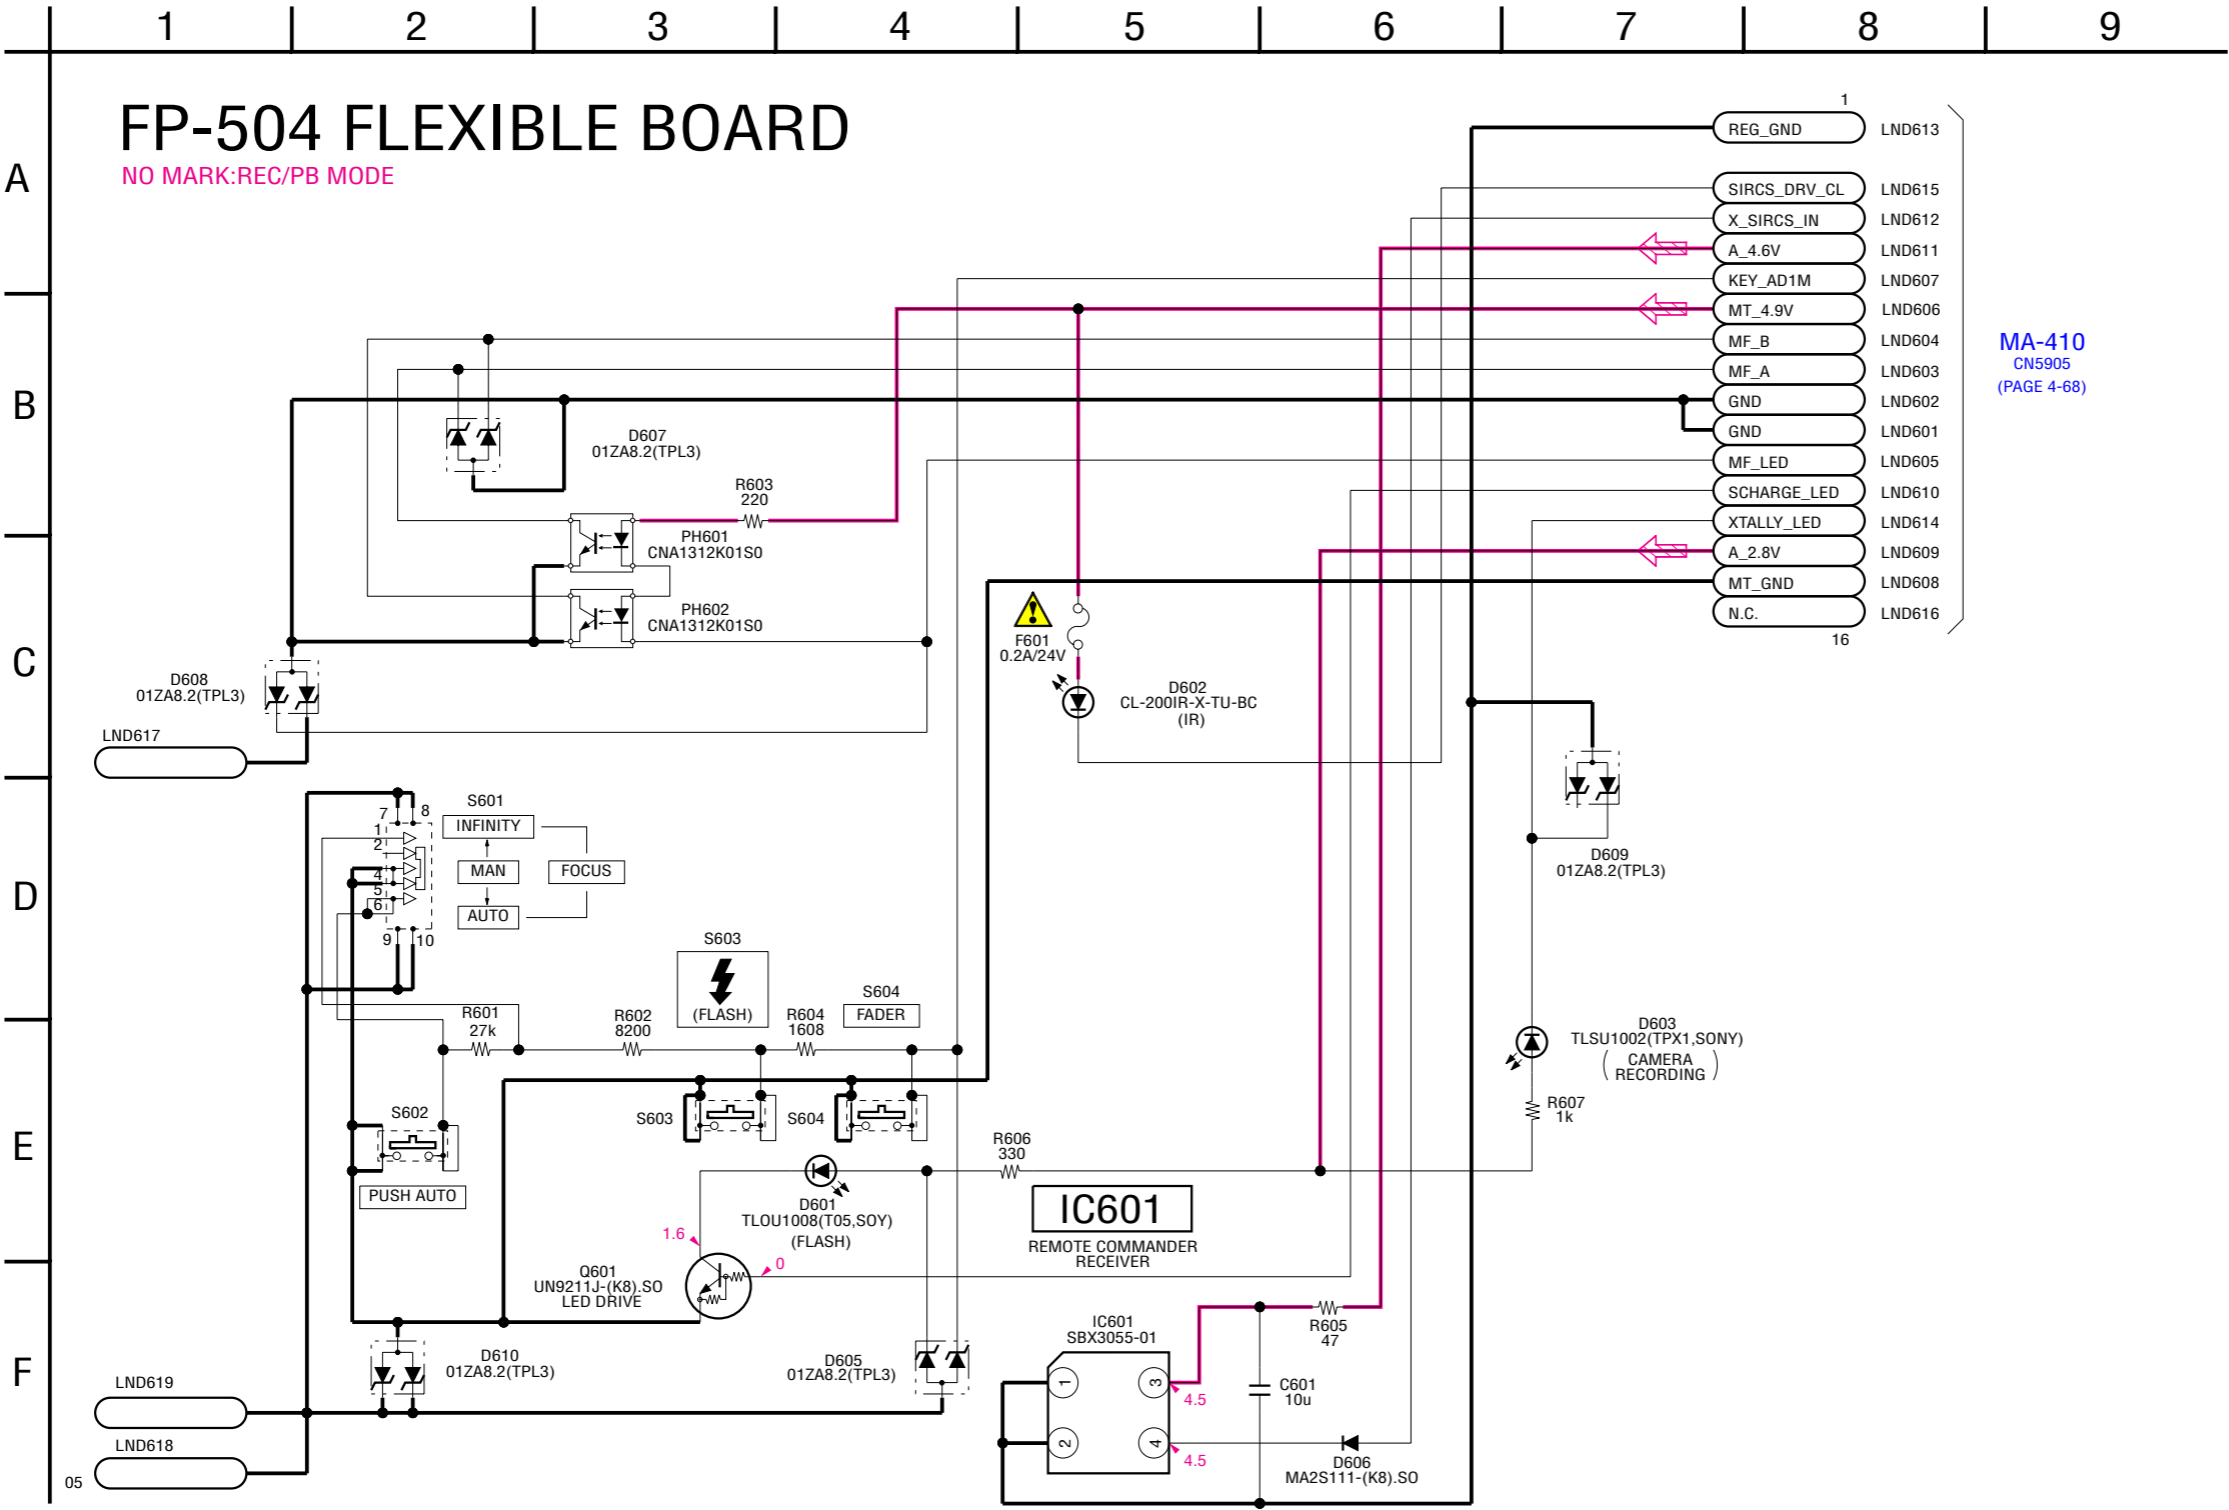 1 2 3 4 5 6 7 8 9
A
B
C
D
E
F
FP-504 FLEXIBLE BOARD
NO MARK:REC/PB MODE
1
REG_GND LND613
SIRCS_DRV_CL LND615
X_SIRCS_IN LND612
A_4.6V LND611
KEY_AD1M LND607
MT_4.9V LND606
MF_B LND604
MF_A LND603
GND LND602
GND LND601
MF_LED LND605
SCHARGE_LED LND610
XTALLY_LED LND614
A_2.8V LND609
MT_GND LND608
N.C. LND616
16
MA-410
CN5905
(PAGE 4-68)
D607
01ZA8.2(TPL3)
R603
220
PH601
CNA1312K01S0
PH602
CNA1312K01S0
F601
0.2A/24V
D602
CL-200IR-X-TU-BC
(IR)
D608
01ZA8.2(TPL3)
LND617
D609
01ZA8.2(TPL3)
S601
INFINITY
MAN
AUTO
FOCUS
7 8
1
2
4
5
6
9 10
S603
(FLASH)
S604
FADER
R601
27k
R602
8200
R604
1608
D603
TLSU1002(TPX1,SONY)
CAMERA
RECORDING
R607
1k
S602
PUSH AUTO
S603
S604
R606
330
D601
TLOU1008(T05,SOY)
(FLASH)
IC601
REMOTE COMMANDER
RECEIVER
1.6
0
Q601
UN9211J-(K8).SO
LED DRIVE
IC601
SBX3055-01
R605
47
1
3
2
4
4.5
4.5
C601
10u
D606
MA2S111-(K8).SO
D610
01ZA8.2(TPL3)
D605
01ZA8.2(TPL3)
LND619
LND618
05